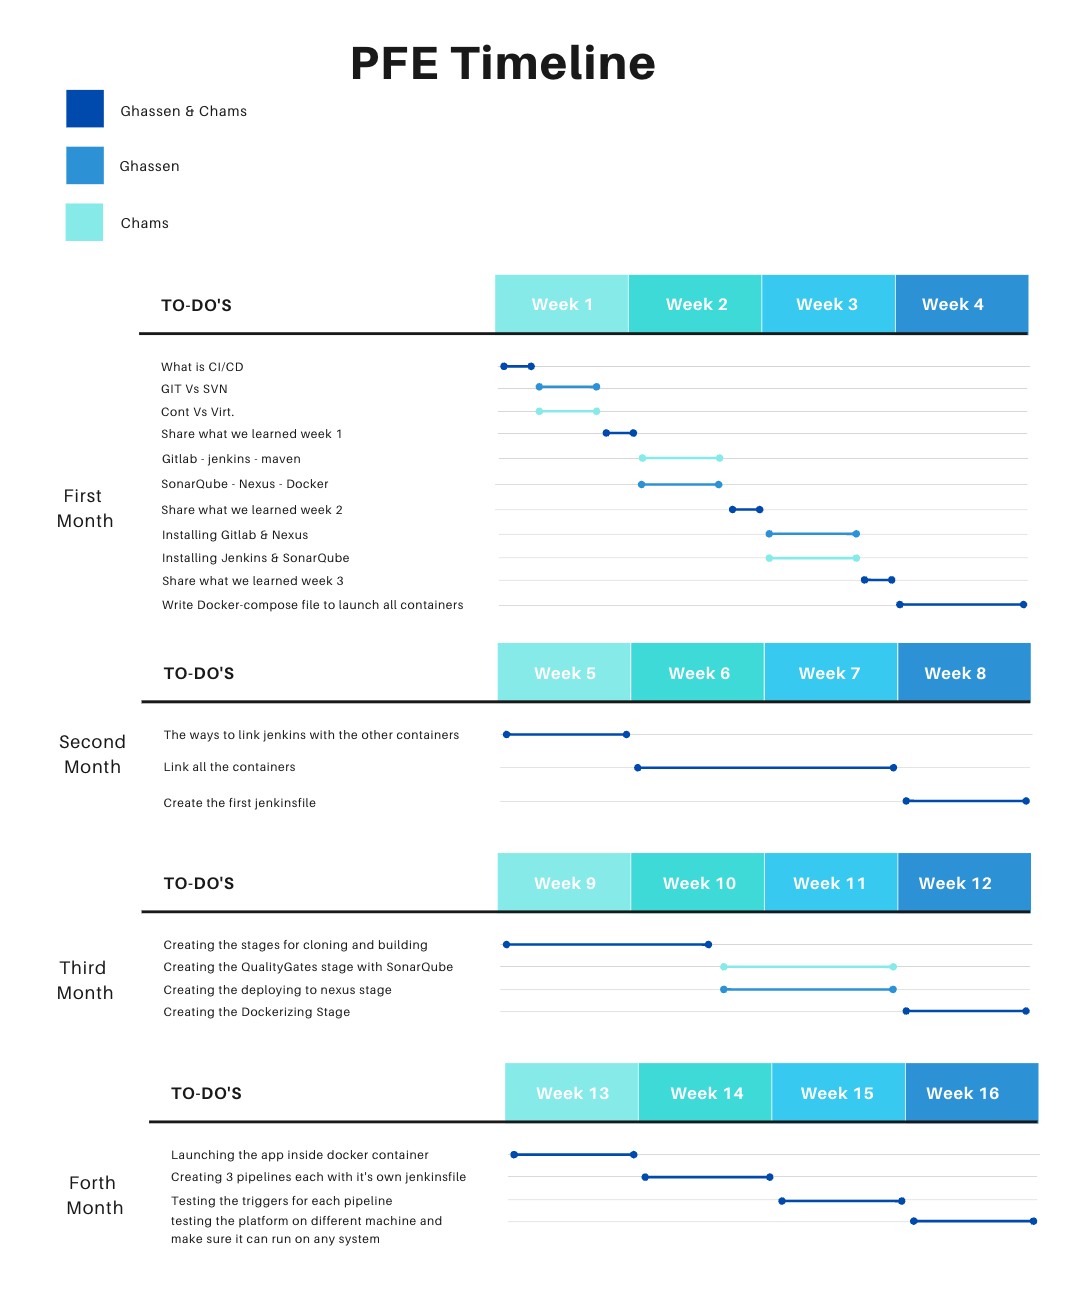 PFE Timeline
Ghassen & Chams
Ghassen
Chams
TO-DO'S
Week 1
Week 2
Week 3
Week 4
First
Month
What is CI/CD
GIT Vs SVN
Cont Vs Virt.
Share what we learned week 1
Gitlab - jenkins - maven
SonarQube - Nexus - Docker
Share what we learned week 2
Installing Gitlab & Nexus
Installing Jenkins & SonarQube
Share what we learned week 3
Write Docker-compose file to launch all containers
TO-DO'S
Week 5
Week 6
Week 7
Week 8
Second
Month
The ways to link jenkins with the other containers
Link all the containers
Create the first jenkinsfile
TO-DO'S
Week 9
Week 10
Week 11
Week 12
Third
Month
Creating the stages for cloning and building
Creating the QualityGates stage with SonarQube
Creating the deploying to nexus stage
Creating the Dockerizing Stage
TO-DO'S
Week 13
Week 14
Week 15
Week 16
Forth
Month
Launching the app inside docker container
Creating 3 pipelines each with it's own jenkinsfile
Testing the triggers for each pipeline
testing the platform on different machine and
make sure it can run on any system